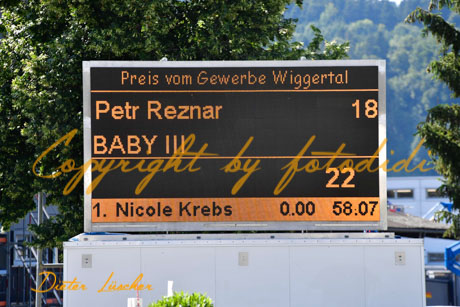 Preis vom Gewerbe Wiggertal
Petr Reznar 18
BABY III
Copyright by fotodidi
22
1. Nicole Krebs 0.00 58.07
Dieter Lüscher